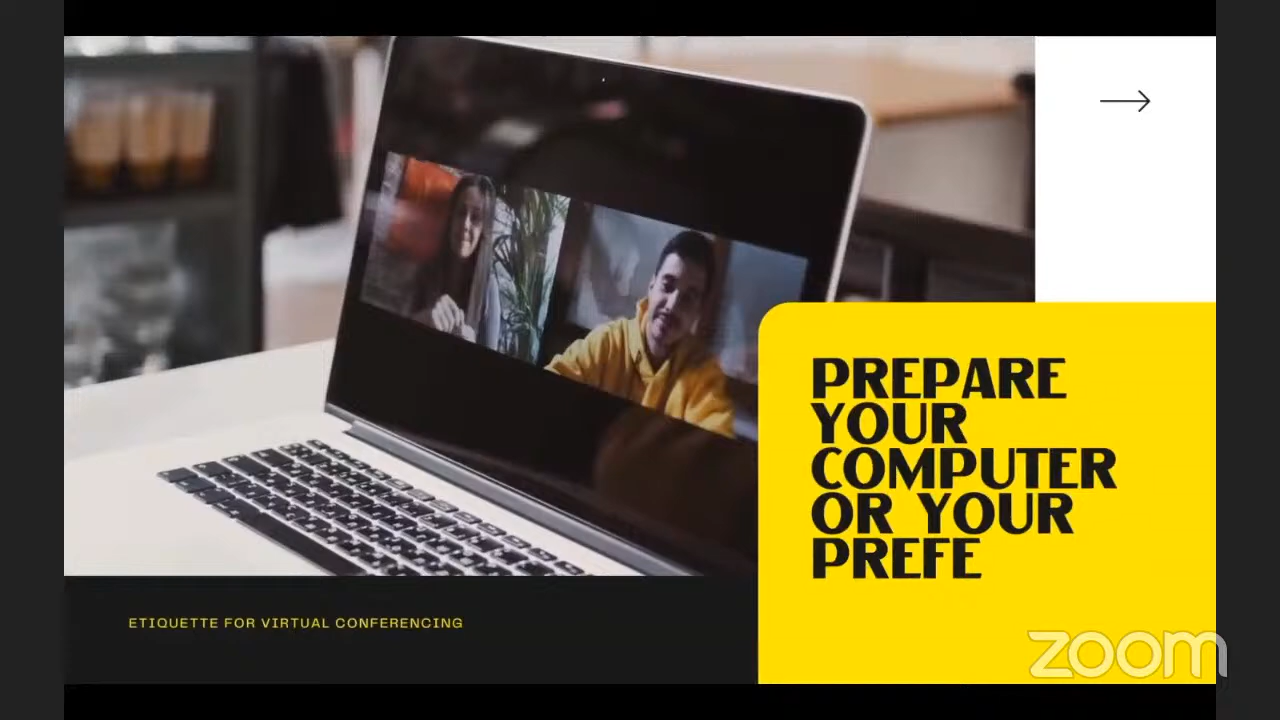 PREPARE
YOUR
COMPUTER
OR YOUR
PREFE
ETIQUETTE FOR VIRTUAL CONFERENCING
zoom